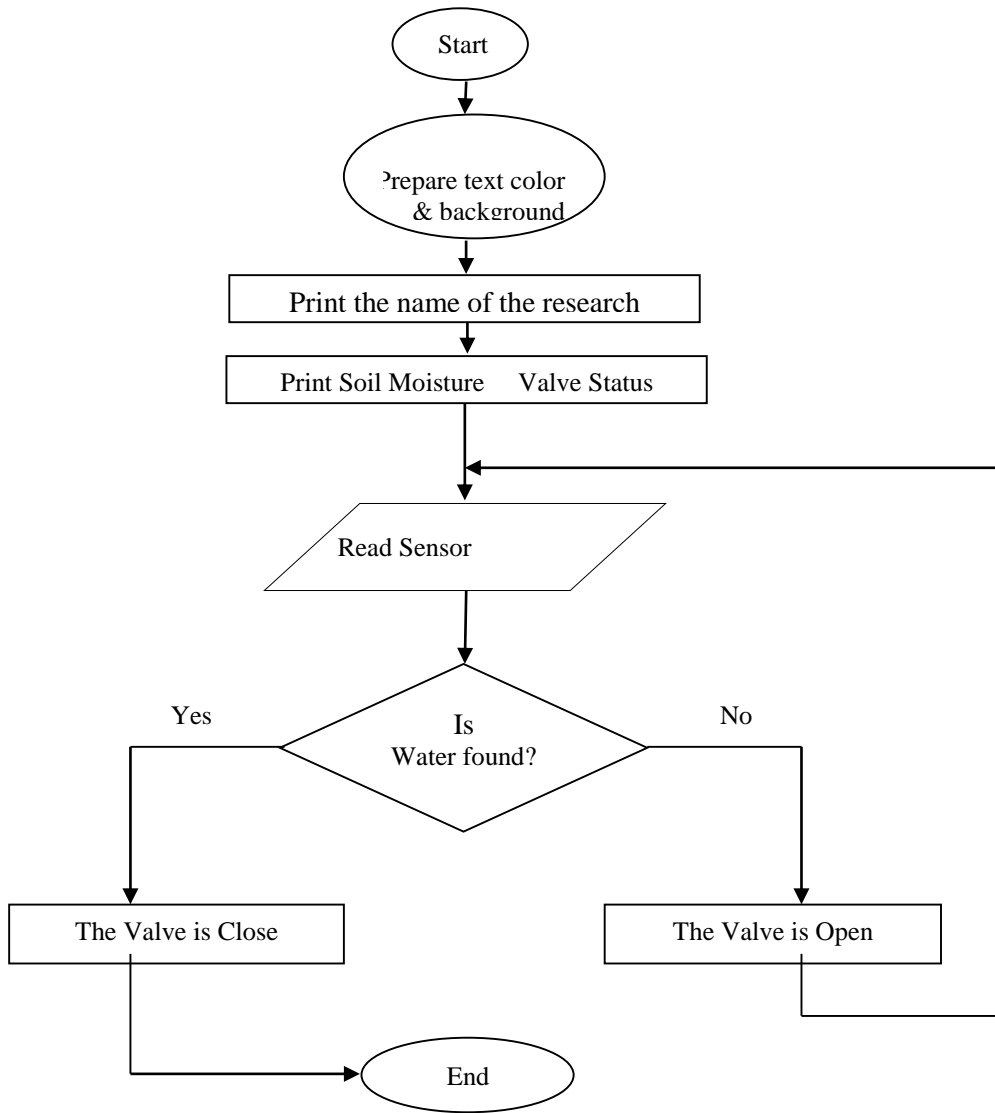 Start
Prepare text color
& background
Print the name of the research
Print Soil Moisture Valve Status
Read Sensor
Is
Water found?
Yes
No
The Valve is Close
The Valve is Open
End